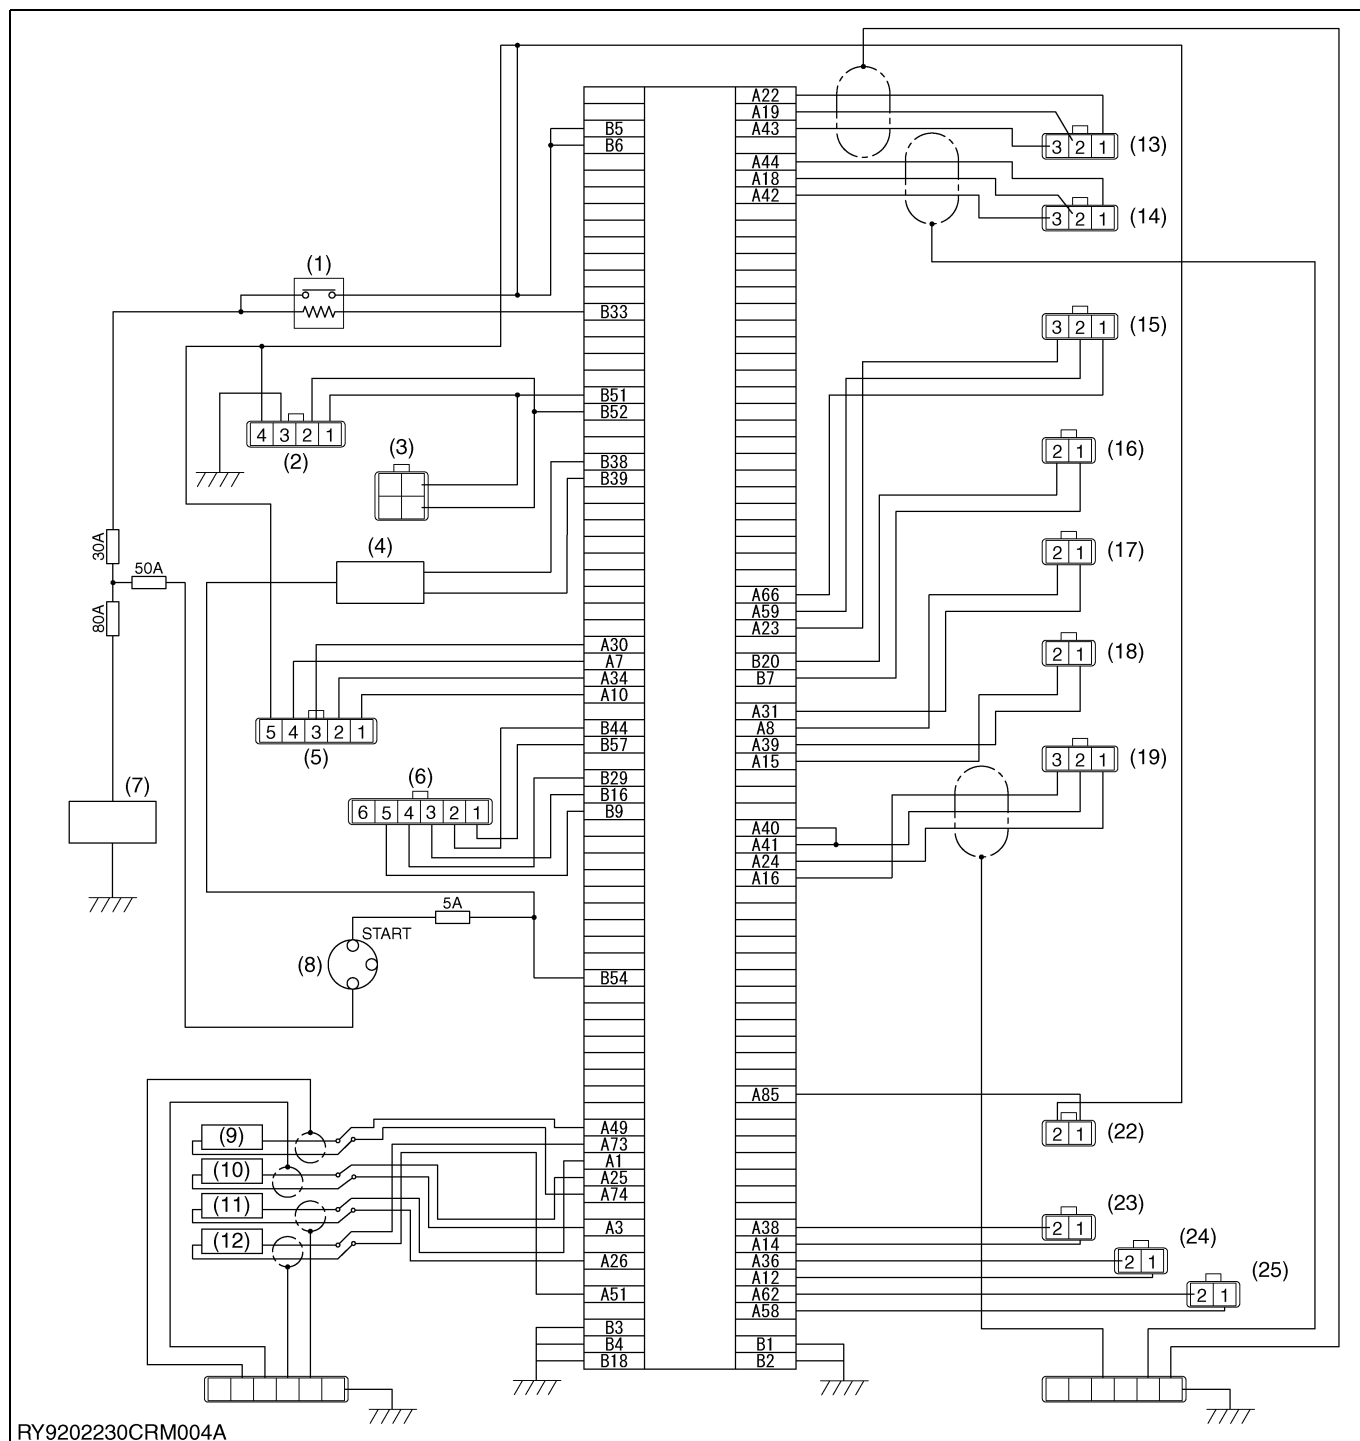 A22
A19
B5 A43
B6
3 2 1 (13)
A44
A18
A42
3 2 1 (14)
(1)
B33
3 2 1 (15)
B51
B52
4 3 2 1
(2)
(3)
2 1 (16)
B38
B39
30A
50A
80A
(4)
2 1 (17)
A66
A59
A23
A30
A7 B20
A34 B7
A10
2 1 (18)
5 4 3 2 1
(5)
A31
B44 A8
B57 A39
A15
3 2 1 (19)
B29
B16
B9
(6)
6 5 4 3 2 1
(7)
A40
A41
A24
A16
5A
START
(8)
B54
A85
2 1 (22)
(9)
(10)
(11)
(12)
A49
A73
A1
A25
A74
A3 A38
A14
A26 A36
A12
A51 A62
A58
2 1 (23)
2 1 (24)
2 1 (25)
B3
B4 B1
B18 B2
RY9202230CRM004A